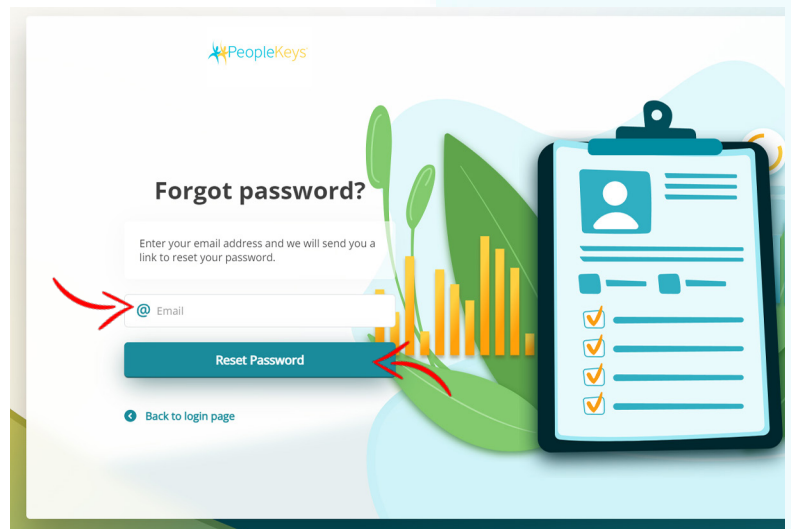 PeopleKeys
Forgot password?
Enter your email address and we will send you a
link to reset your password.
@ Email
Reset Password
Back to login page